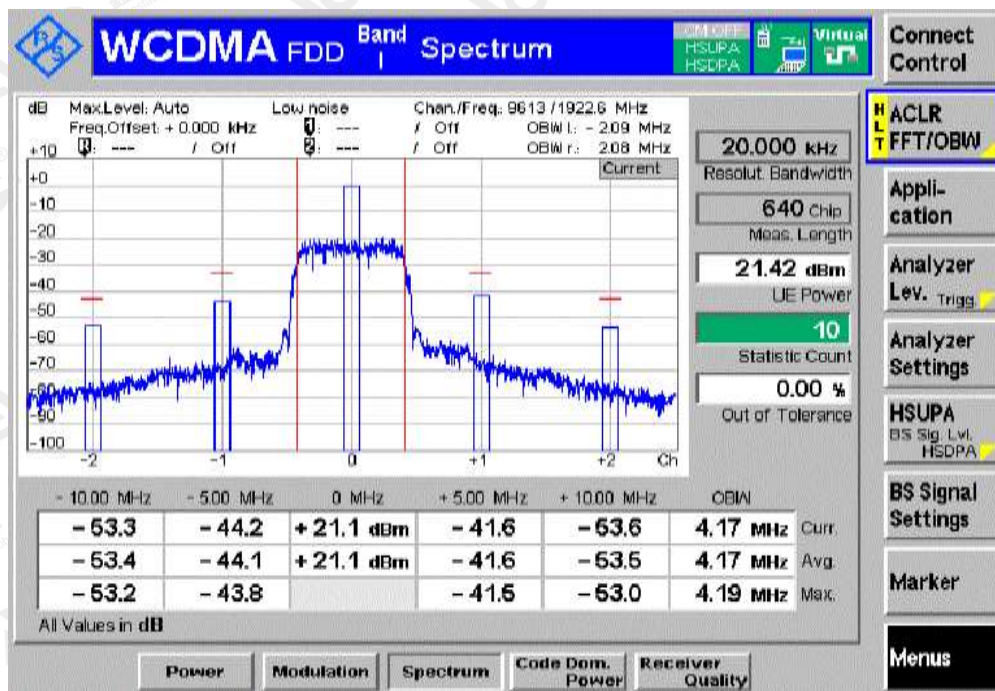 WCDMA FDD Band I Spectrum
HSUPA
HSDPA
Virtual
Connect Control
dB Max.Level: Auto Low noise Chan./Freq.: 9613 / 1922.6 MHz
Freq.Offset: + 0.000 kHz 1: --- / Off OBW l.: - 2.09 MHz
--- / Off 2: --- / Off OBW r.: 2.08 MHz
Current
+10
+0
-10
-20
-30
-40
-50
-60
-70
-80
-90
-100
-2 -1 0 +1 +2 Ch
20.000 kHz
Resolut. Bandwidth
640 Chip
Meas. Length
21.42 dBm
UE Power
10
Statistic Count
0.00 %
Out of Tolerance
- 10.00 MHz - 5.00 MHz 0 MHz + 5.00 MHz + 10.00 MHz OBW
- 53.3 - 44.2 + 21.1 dBm - 41.6 - 53.6 4.17 MHz Curr.
- 53.4 - 44.1 + 21.1 dBm - 41.6 - 53.5 4.17 MHz Avg.
- 53.2 - 43.8 - 41.5 - 53.0 4.19 MHz Max.
All Values in dB
Power
Modulation
Spectrum
Code Dom. Power
Receiver Quality
HLT
ACLR
FFT/OBW
Appli-
cation
Analyzer
Lev. Trigg.
Analyzer
Settings
HSUPA
BS Sig. Lvl.
HSDPA
BS Signal
Settings
Marker
Menus